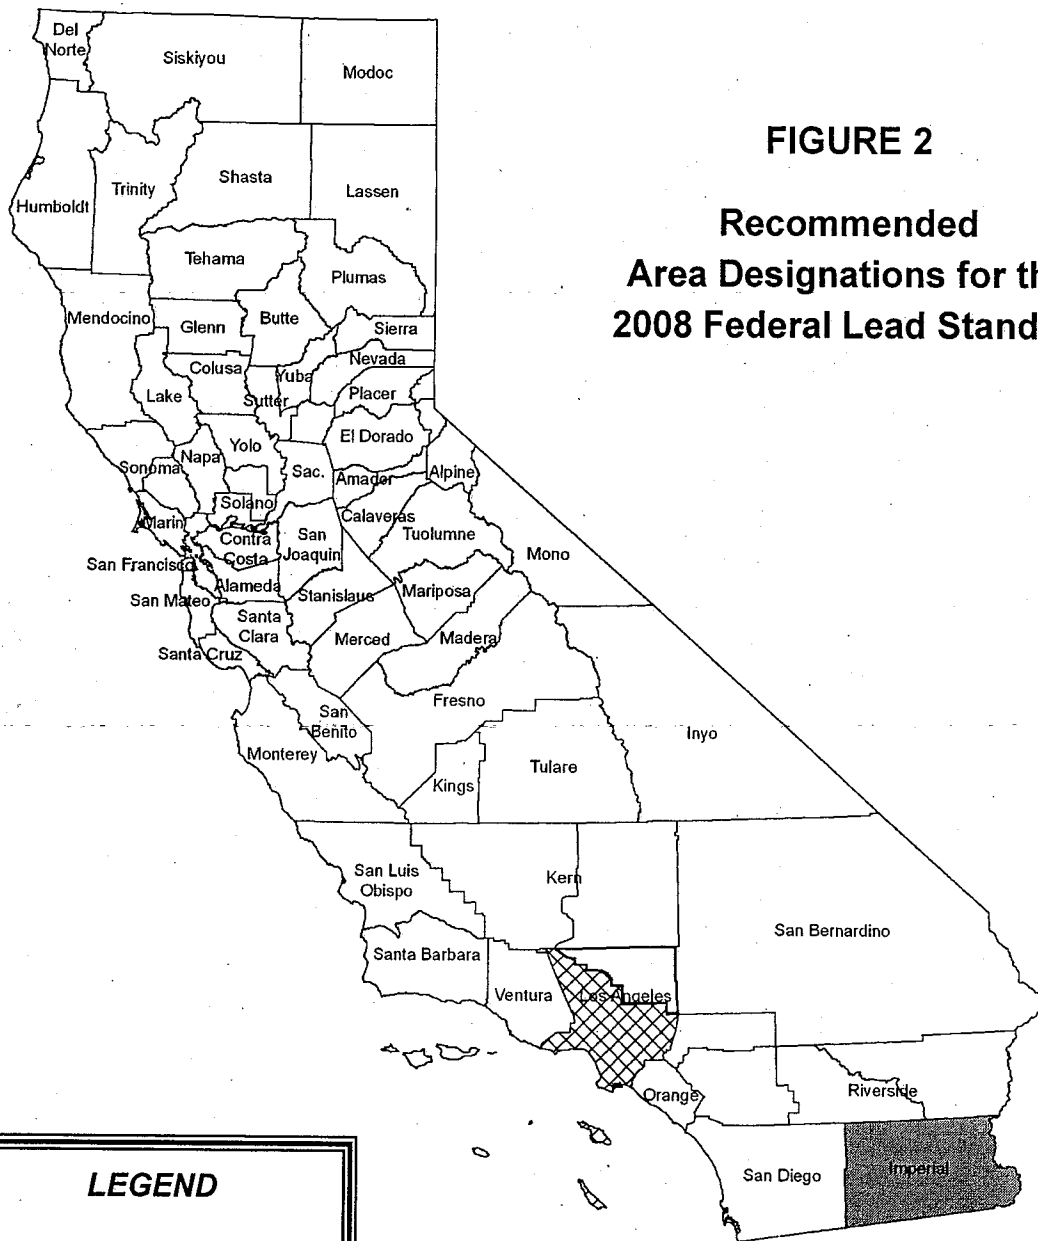 FIGURE 2
Recommended
Area Designations for th
2008 Federal Lead Stand
Del
Norte
Siskiyou
Modoc
Humboldt
Trinity
Shasta
Lassen
Tehama
Plumas
Mendocino
Glenn
Butte
Sierra
Colusa
Nevada
Yuba
Lake
Sutter
Placer
Yolo
El Dorado
Sonoma
Napa
Sac.
Amador
Alpine
Solano
Calaveras
Marin
Contra
Costa
San
Joaquin
Tuolumne
Mono
San Francisco
Alameda
Stanislaus
Mariposa
San Mateo
Santa
Clara
Merced
Madera
Santa Cruz
Fresno
San
Benito
Monterey
Inyo
Kings
Tulare
San Luis
Obispo
Kern
San Bernardino
Santa Barbara
Ventura
Los Angeles
Orange
Riverside
San Diego
Imperial
LEGEND